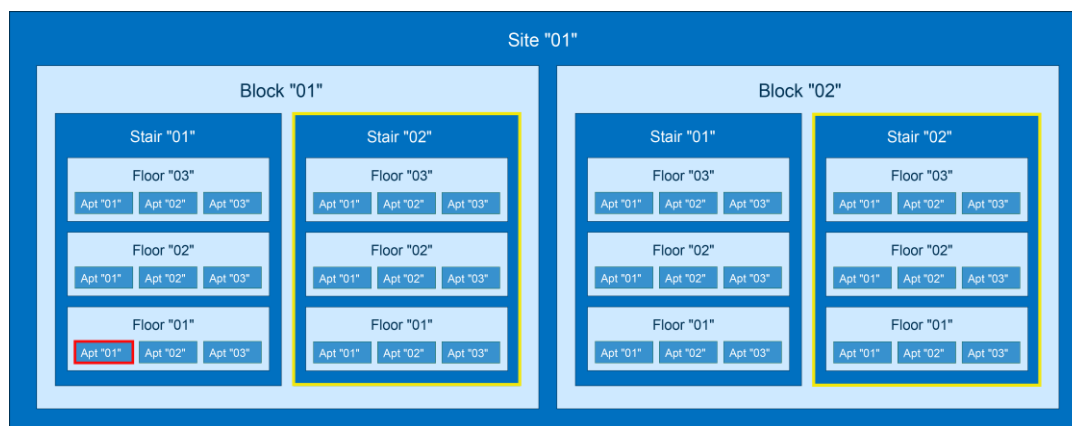 Site "01"
Block "01"
Stair "01"
Floor "03"
Apt "01" Apt "02" Apt "03"
Floor "02"
Apt "01" Apt "02" Apt "03"
Floor "01"
Apt "01" Apt "02" Apt "03"
Stair "02"
Floor "03"
Apt "01" Apt "02" Apt "03"
Floor "02"
Apt "01" Apt "02" Apt "03"
Floor "01"
Apt "01" Apt "02" Apt "03"
Block "02"
Stair "01"
Floor "03"
Apt "01" Apt "02" Apt "03"
Floor "02"
Apt "01" Apt "02" Apt "03"
Floor "01"
Apt "01" Apt "02" Apt "03"
Stair "02"
Floor "03"
Apt "01" Apt "02" Apt "03"
Floor "02"
Apt "01" Apt "02" Apt "03"
Floor "01"
Apt "01" Apt "02" Apt "03"